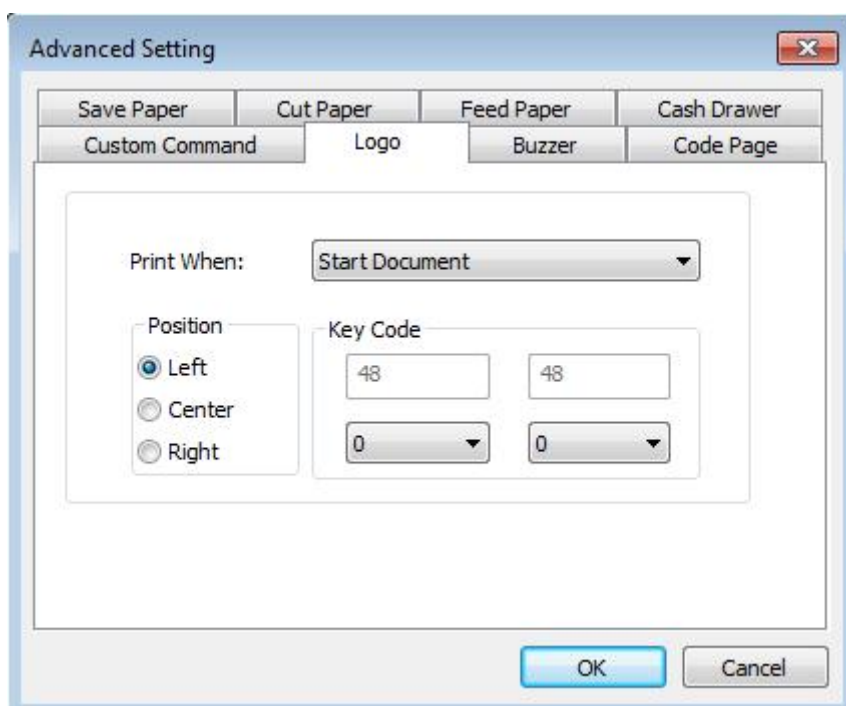 Advanced Setting
Save Paper Cut Paper Feed Paper Cash Drawer
Custom Command Logo Buzzer Code Page
Print When: Start Document
Position Key Code
Left 48 48
Center
Right 0 0
OK Cancel